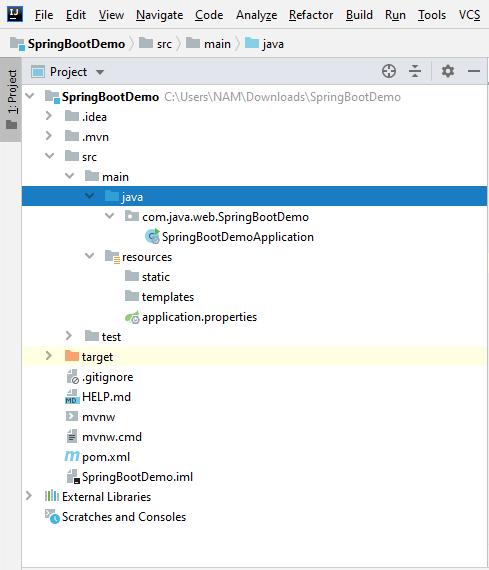 IJ File Edit View Navigate Code Analyze Refactor Build Run Tools VCS
SpringBootDemo src main java
1: Project
Project
SpringBootDemo C:\Users\NAM\Downloads\SpringBootDemo
.idea
.mvn
src
main
java
com.java.web.SpringBootDemo
SpringBootDemoApplication
resources
static
templates
application.properties
test
target
.gitignore
MD HELP.md
mvnw
mvnw.cmd
m pom.xml
SpringBootDemo.iml
External Libraries
Scratches and Consoles